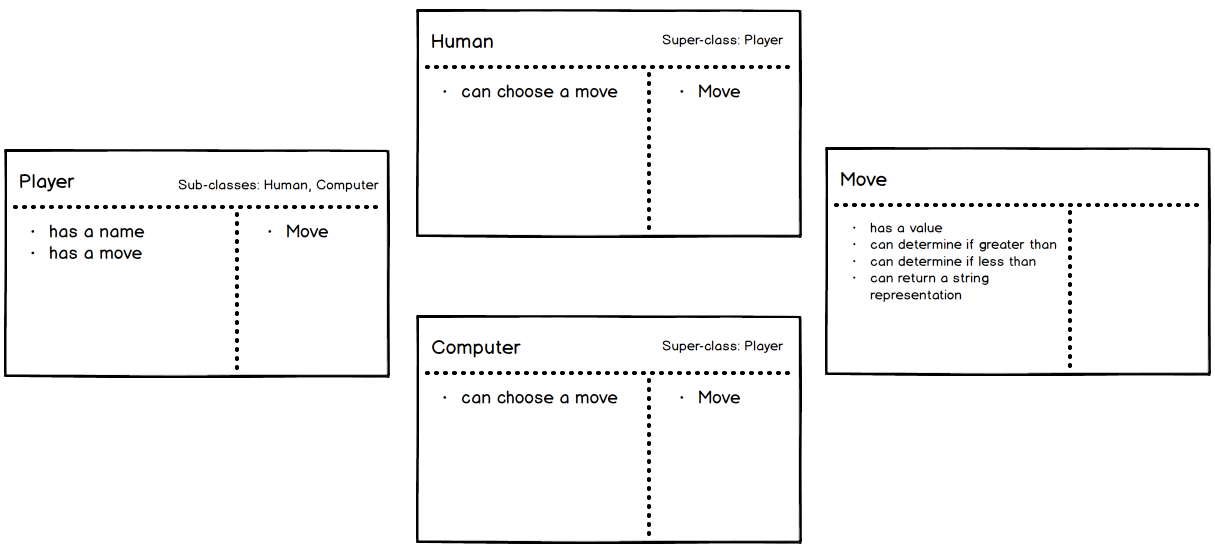 Player
Sub-classes: Human, Computer
· has a name
· has a move
· Move
Human
Super-class: Player
· can choose a move
· Move
Computer
Super-class: Player
· can choose a move
· Move
Move
· has a value
· can determine if greater than
· can determine if less than
· can return a string
representation